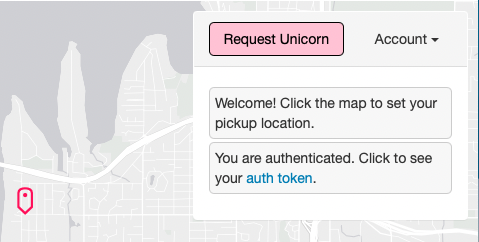 Request Unicorn
Account
Welcome! Click the map to set your
pickup location.
You are authenticated. Click to see
your auth token.